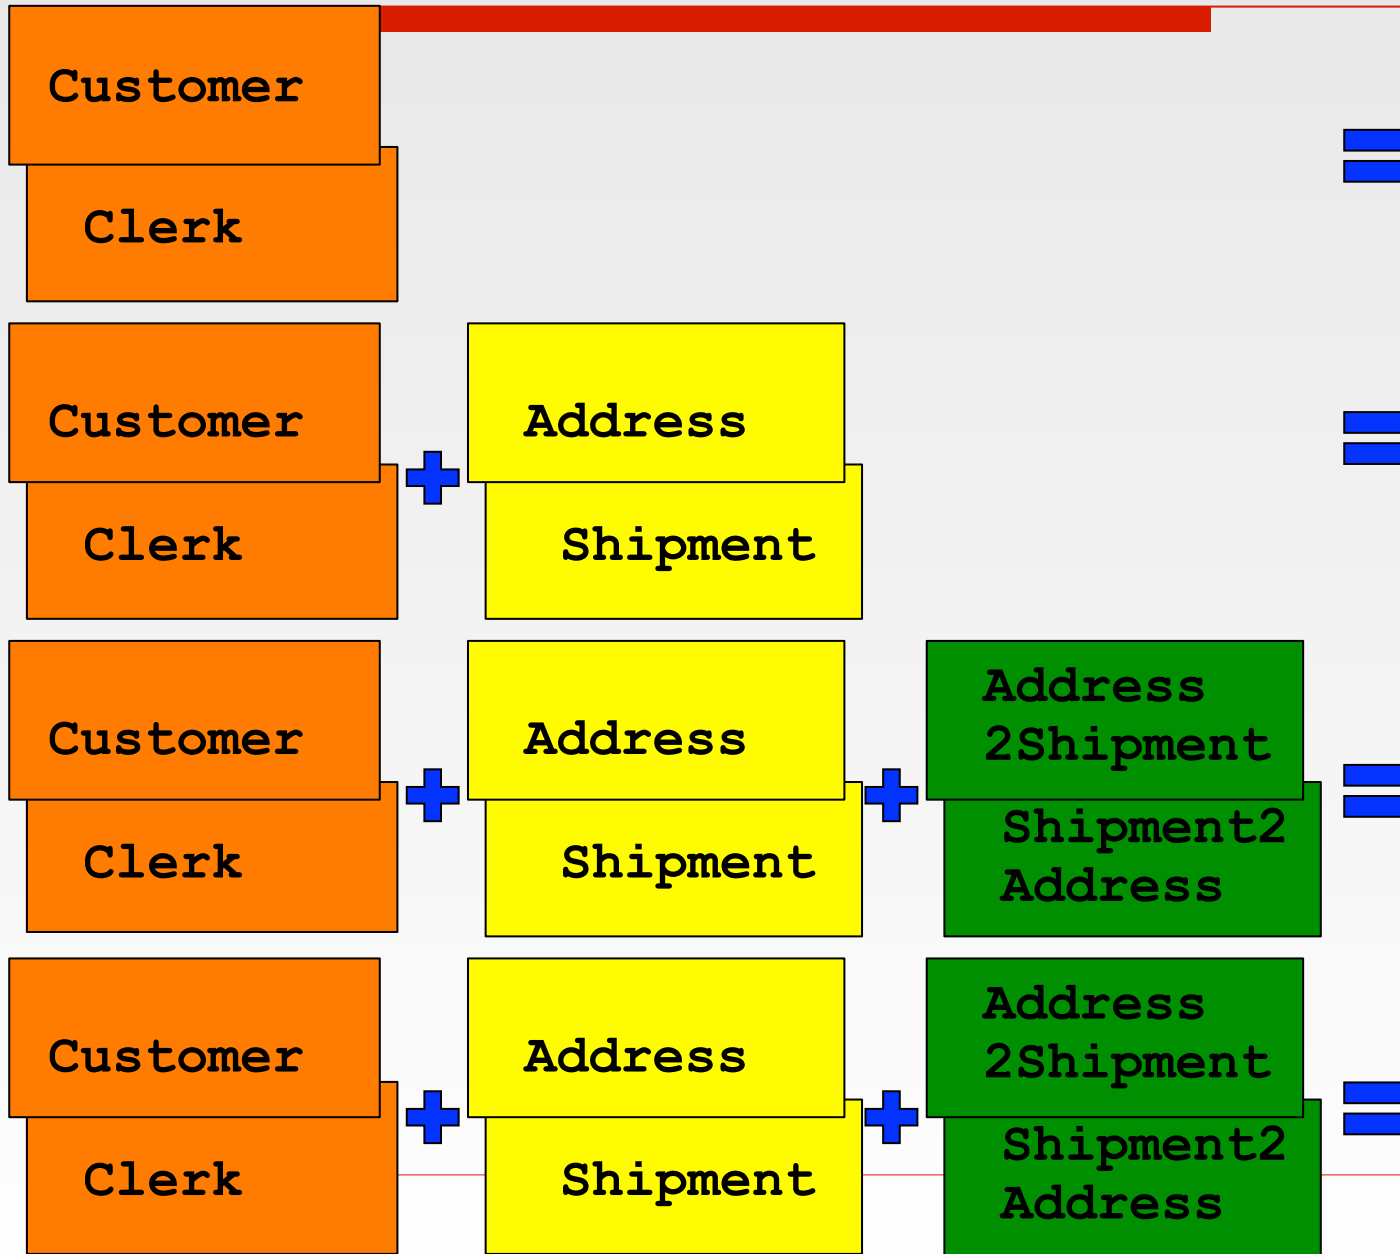 Customer
Clerk
Customer
Clerk
Address
Shipment
Customer
Clerk
Address
Shipment
Address
2Shipment
Shipment2
Address
Customer
Clerk
Address
Shipment
Address
2Shipment
Shipment2
Address